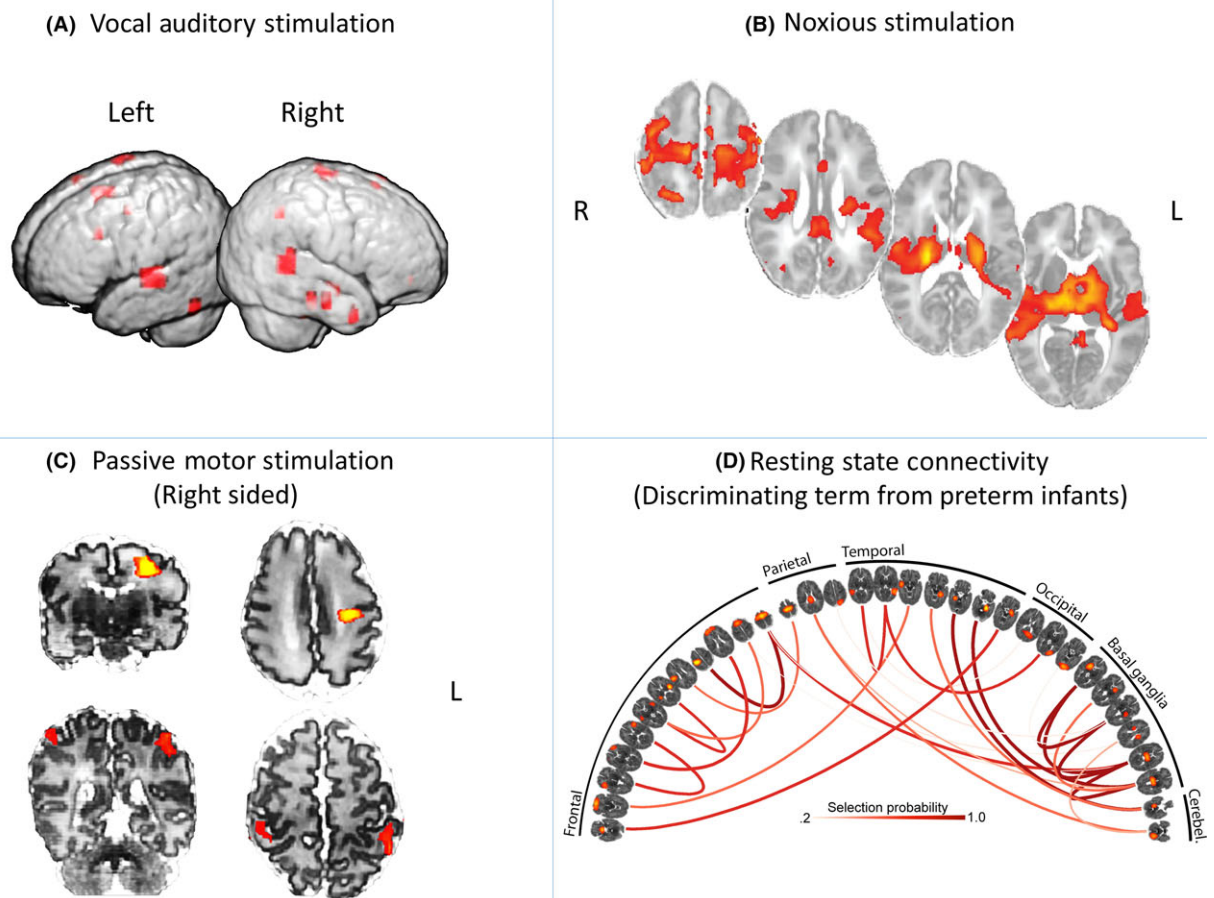 (A) Vocal auditory stimulation
Left
Right
(B) Noxious stimulation
R
L
(C) Passive motor stimulation
(Right sided)
L
(D) Resting state connectivity
(Discriminating term from preterm infants)
Frontal
Parietal
Temporal
Occipital
Basal ganglia
Cerebel.
Selection probability
.2
1.0